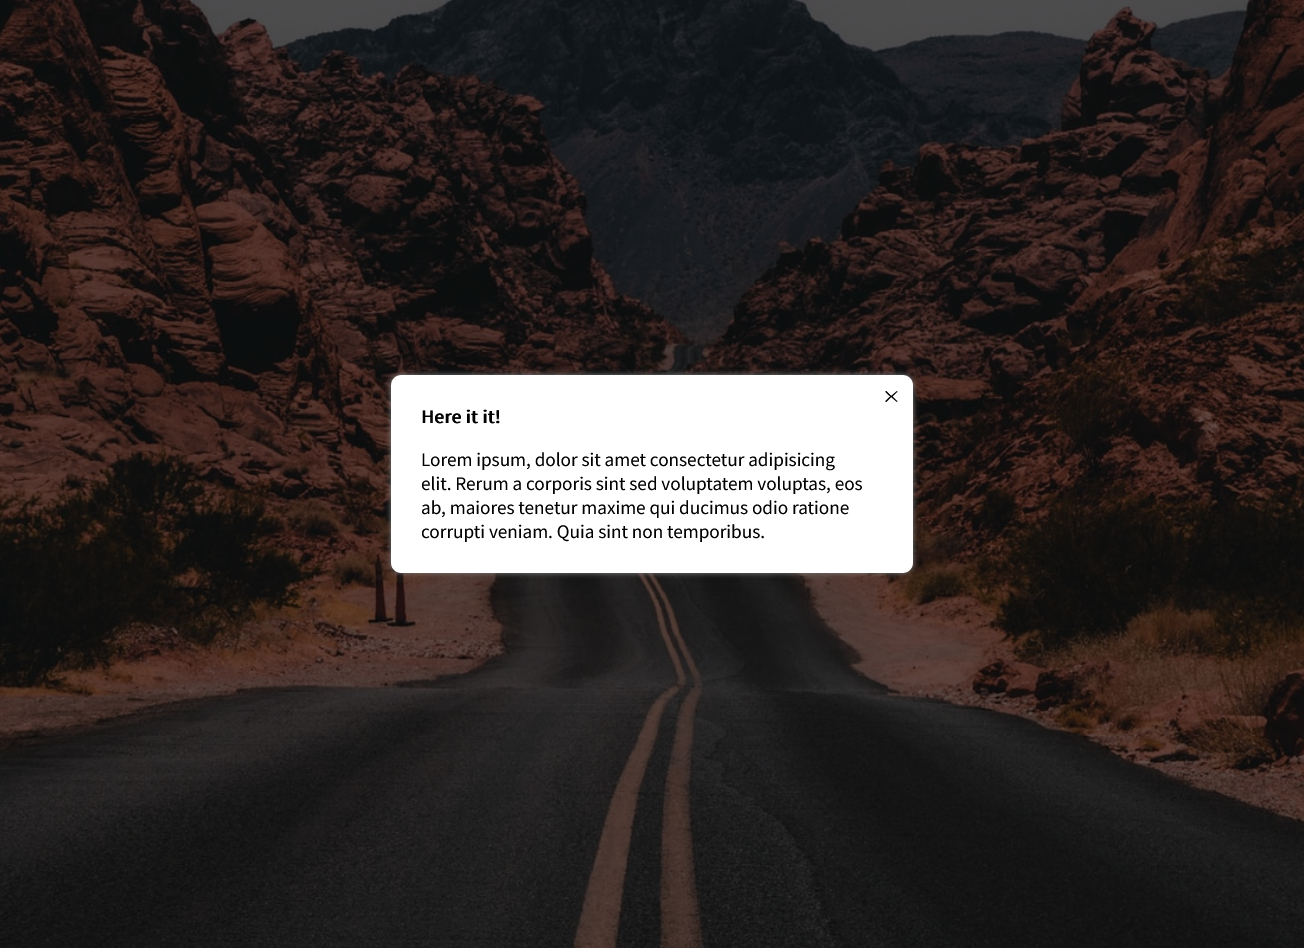 Here it it!
Lorem ipsum, dolor sit amet consectetur adipisicing
elit. Rerum a corporis sint sed voluptatem voluptas, eos
ab, maiores tenetur maxime qui ducimus odio ratione
corrupti veniam. Quia sint non temporibus.